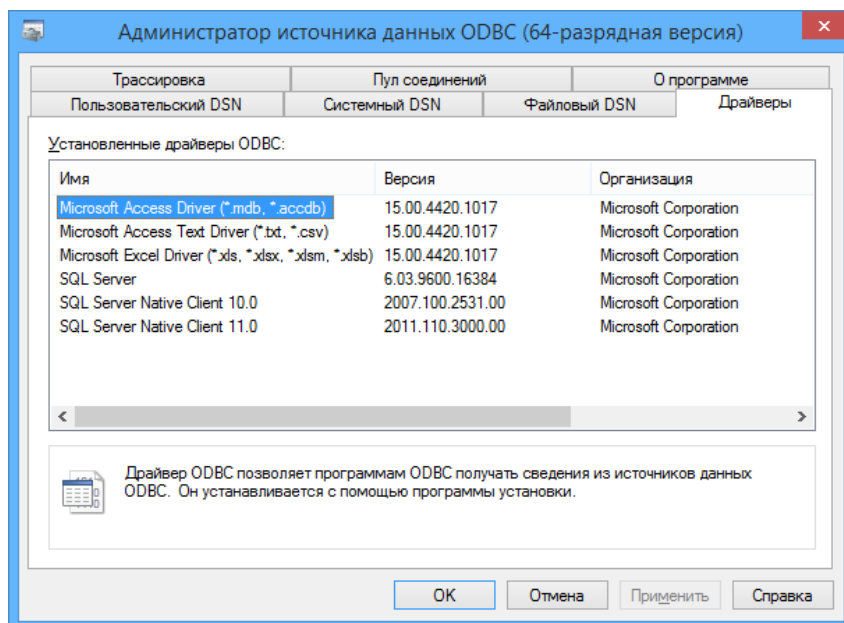 Администратор источника данных ODBC (64-разрядная версия)
Трассировка Пул соединений О программе
Пользовательский DSN Системный DSN Файловый DSN Драйверы
Установленные драйверы ODBC:
Имя Версия Организация
Microsoft Access Driver (*.mdb, *.accdb) 15.00.4420.1017 Microsoft Corporation
Microsoft Access Text Driver (*.txt, *.csv) 15.00.4420.1017 Microsoft Corporation
Microsoft Excel Driver (*.xls, *.xlsx, *.xlsm, *.xlsb) 15.00.4420.1017 Microsoft Corporation
SQL Server 6.03.9600.16384 Microsoft Corporation
SQL Server Native Client 10.0 2007.100.2531.00 Microsoft Corporation
SQL Server Native Client 11.0 2011.110.3000.00 Microsoft Corporation
Драйвер ODBC позволяет программам ODBC получать сведения из источников данных
ODBC. Он устанавливается с помощью программы установки.
OK Отмена Применить Справка